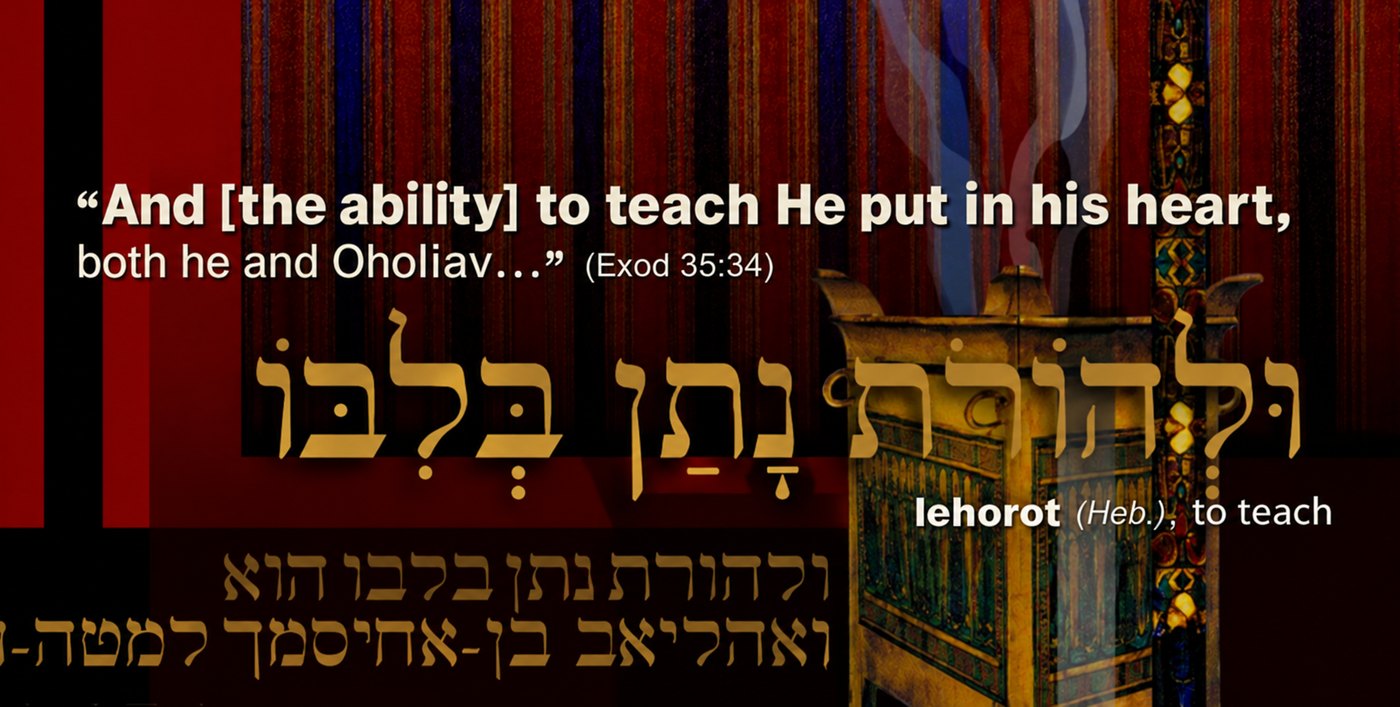 “And [the ability] to teach He put in his heart,
both he and Oholiav...” (Exod 35:34)
וּלְהוֹרֹת נָתַן בְּלִבּוֹ
lehorot (Heb.), to teach
ולהורת נתן בלבו הוא
ואהליאב בן-אחיסמך למטה-